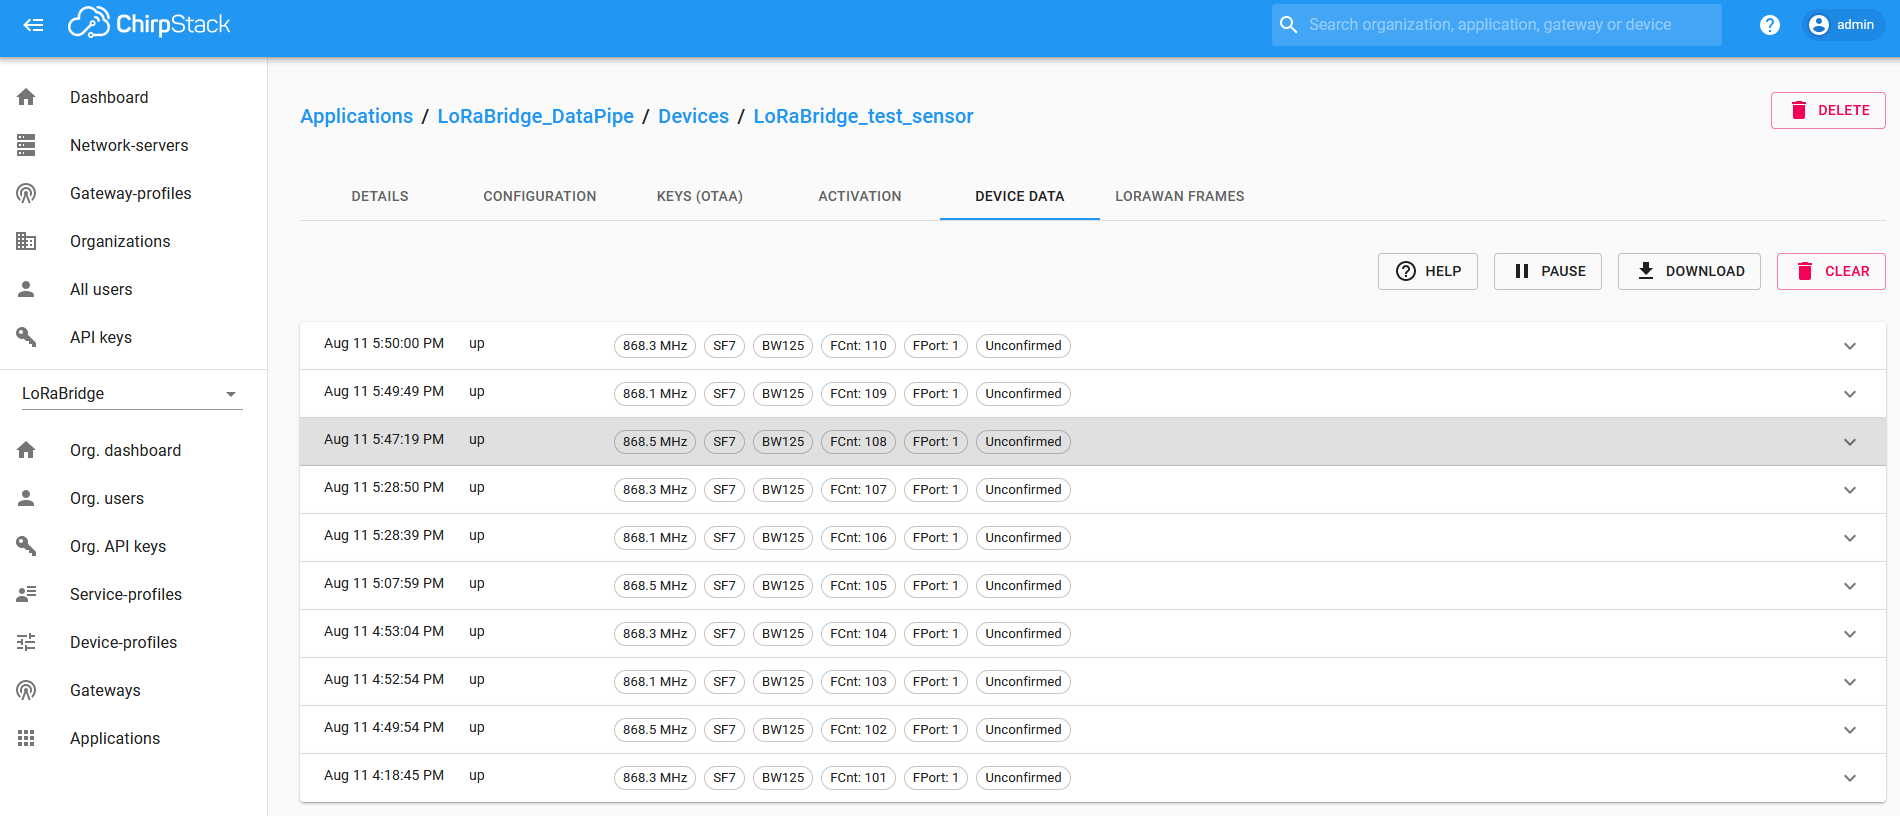 ChirpStack
Search organization, application, gateway or device
? admin
Dashboard
Network-servers
Gateway-profiles
Organizations
All users
API keys
LoRaBridge
Org. dashboard
Org. users
Org. API keys
Service-profiles
Device-profiles
Gateways
Applications
Applications / LoRaBridge_DataPipe / Devices / LoRaBridge_test_sensor
DELETE
DETAILS CONFIGURATION KEYS (OTAA) ACTIVATION DEVICE DATA LORAWAN FRAMES
? HELP PAUSE DOWNLOAD CLEAR
Aug 11 5:50:00 PM up 868.3 MHz SF7 BW125 FCnt: 110 FPort: 1 Unconfirmed
Aug 11 5:49:49 PM up 868.1 MHz SF7 BW125 FCnt: 109 FPort: 1 Unconfirmed
Aug 11 5:47:19 PM up 868.5 MHz SF7 BW125 FCnt: 108 FPort: 1 Unconfirmed
Aug 11 5:28:50 PM up 868.3 MHz SF7 BW125 FCnt: 107 FPort: 1 Unconfirmed
Aug 11 5:28:39 PM up 868.1 MHz SF7 BW125 FCnt: 106 FPort: 1 Unconfirmed
Aug 11 5:07:59 PM up 868.5 MHz SF7 BW125 FCnt: 105 FPort: 1 Unconfirmed
Aug 11 4:53:04 PM up 868.3 MHz SF7 BW125 FCnt: 104 FPort: 1 Unconfirmed
Aug 11 4:52:54 PM up 868.1 MHz SF7 BW125 FCnt: 103 FPort: 1 Unconfirmed
Aug 11 4:49:54 PM up 868.5 MHz SF7 BW125 FCnt: 102 FPort: 1 Unconfirmed
Aug 11 4:18:45 PM up 868.3 MHz SF7 BW125 FCnt: 101 FPort: 1 Unconfirmed